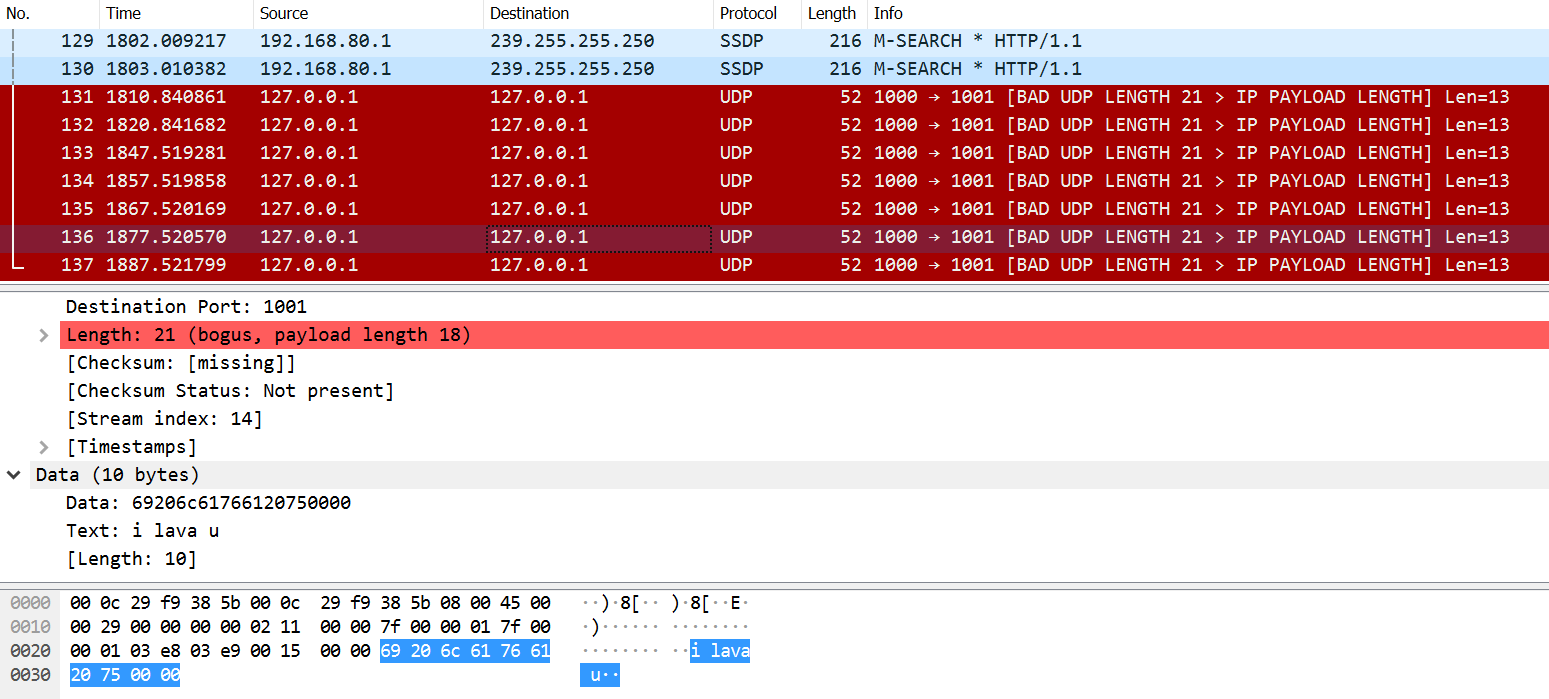 No. Time Source Destination Protocol Length Info
129 1802.009217 192.168.80.1 239.255.255.250 SSDP 216 M-SEARCH * HTTP/1.1
130 1803.010382 192.168.80.1 239.255.255.250 SSDP 216 M-SEARCH * HTTP/1.1
131 1810.840861 127.0.0.1 127.0.0.1 UDP 52 1000 → 1001 [BAD UDP LENGTH 21 > IP PAYLOAD LENGTH] Len=13
132 1820.841682 127.0.0.1 127.0.0.1 UDP 52 1000 → 1001 [BAD UDP LENGTH 21 > IP PAYLOAD LENGTH] Len=13
133 1847.519281 127.0.0.1 127.0.0.1 UDP 52 1000 → 1001 [BAD UDP LENGTH 21 > IP PAYLOAD LENGTH] Len=13
134 1857.519858 127.0.0.1 127.0.0.1 UDP 52 1000 → 1001 [BAD UDP LENGTH 21 > IP PAYLOAD LENGTH] Len=13
135 1867.520169 127.0.0.1 127.0.0.1 UDP 52 1000 → 1001 [BAD UDP LENGTH 21 > IP PAYLOAD LENGTH] Len=13
136 1877.520570 127.0.0.1 127.0.0.1 UDP 52 1000 → 1001 [BAD UDP LENGTH 21 > IP PAYLOAD LENGTH] Len=13
137 1887.521799 127.0.0.1 127.0.0.1 UDP 52 1000 → 1001 [BAD UDP LENGTH 21 > IP PAYLOAD LENGTH] Len=13
Destination Port: 1001
Length: 21 (bogus, payload length 18)
[Checksum: [missing]]
[Checksum Status: Not present]
[Stream index: 14]
[Timestamps]
Data (10 bytes)
Data: 69206c61766120750000
Text: i lava u
[Length: 10]
0000 00 0c 29 f9 38 5b 00 0c 29 f9 38 5b 08 00 45 00 ··)·8[·· )·8[··E·
0010 00 29 00 00 00 00 02 11 00 00 7f 00 00 01 7f 00 ·)······ ········
0020 00 01 03 e8 03 e9 00 15 00 00 69 20 6c 61 76 61 ········ ··i lava
0030 20 75 00 00 u··